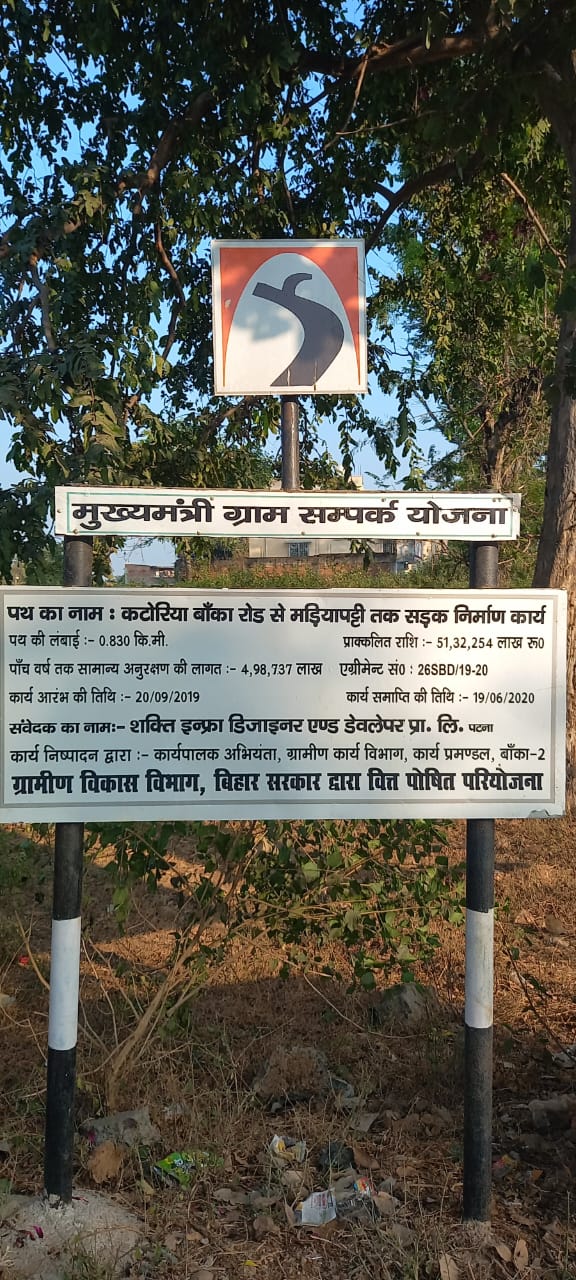 मुख्यमंत्री ग्राम सम्पर्क योजना
पथ का नाम : कटोरिया बाँका रोड से मड़ियापट्टी तक सड़क निर्माण कार्य
पथ की लंबाई :- 0.830 कि.मी. प्राक्कलित राशि :- 51,32,254 लाख रू0
पाँच वर्ष तक सामान्य अनुरक्षण की लागत :- 4,98,737 लाख एग्रीमेन्ट सं0 : 26SBD/19-20
कार्य आरंभ की तिथि :- 20/09/2019 कार्य समाप्ति की तिथि :- 19/06/2020
संवेदक का नामः- शक्ति इन्फ्रा डिजाइनर एण्ड डेवलेपर प्रा. लि. पटना
कार्य निष्पादन द्वारा :- कार्यपालक अभियंता, ग्रामीण कार्य विभाग, कार्य प्रमण्डल, बाँका-2
ग्रामीण विकास विभाग, बिहार सरकार द्वारा वित्त पोषित परियोजना